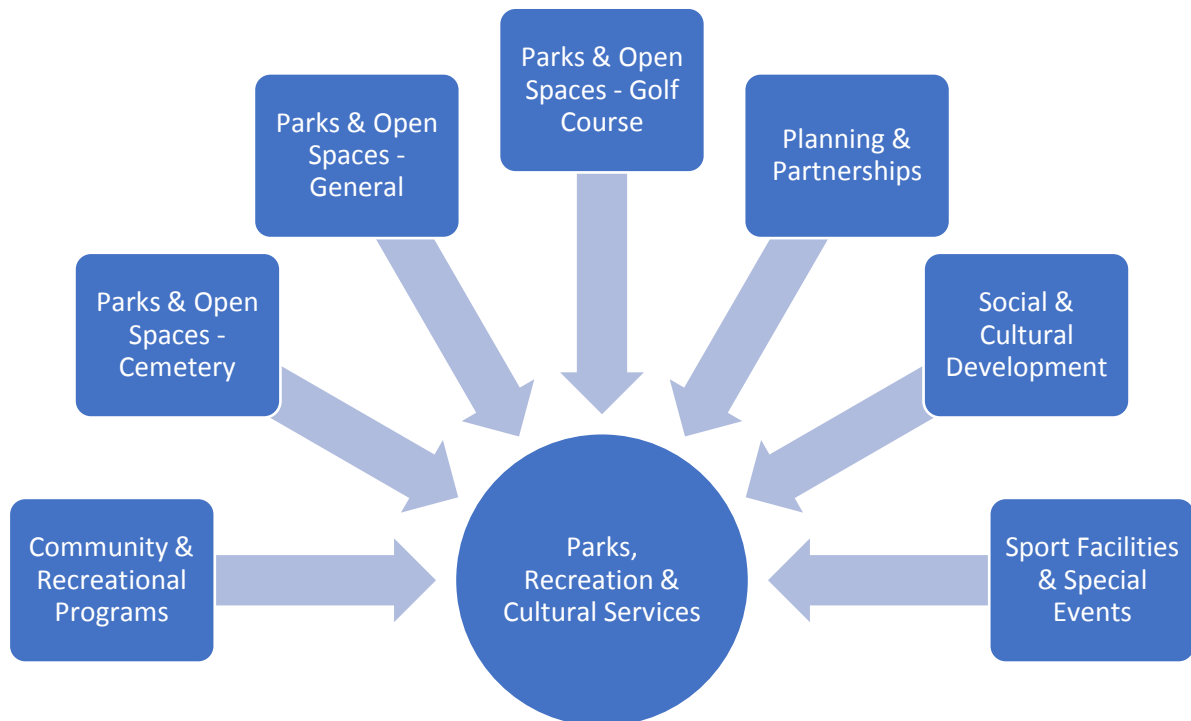 Parks & Open
Spaces - Golf
Course
Parks & Open
Spaces -
General
Planning &
Partnerships
Parks & Open
Spaces -
Cemetery
Social &
Cultural
Development
Community &
Recreational
Programs
Parks,
Recreation &
Cultural Services
Sport Facilities
& Special
Events